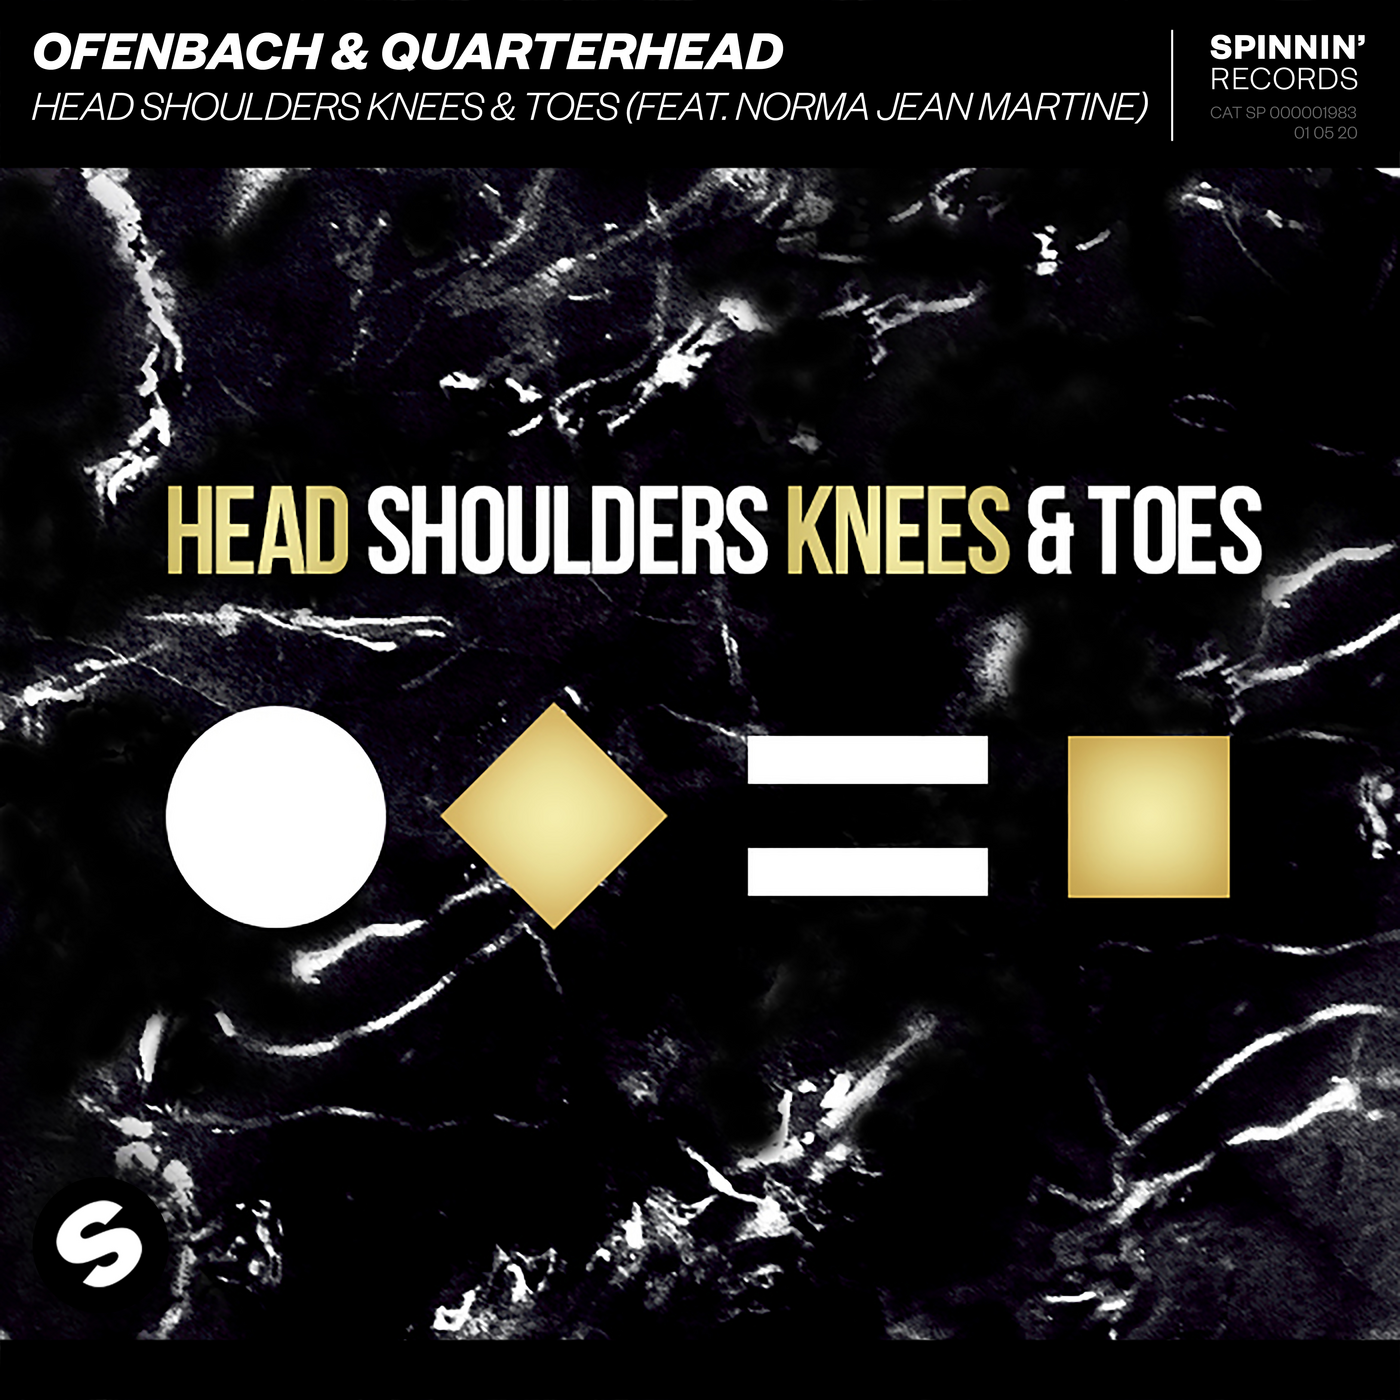 OFENBACH & QUARTERHEAD
HEAD SHOULDERS KNEES & TOES (FEAT. NORMA JEAN MARTINE)
SPINNIN'
RECORDS
CAT SP 000001983
01 05 20
HEAD SHOULDERS KNEES & TOES
S